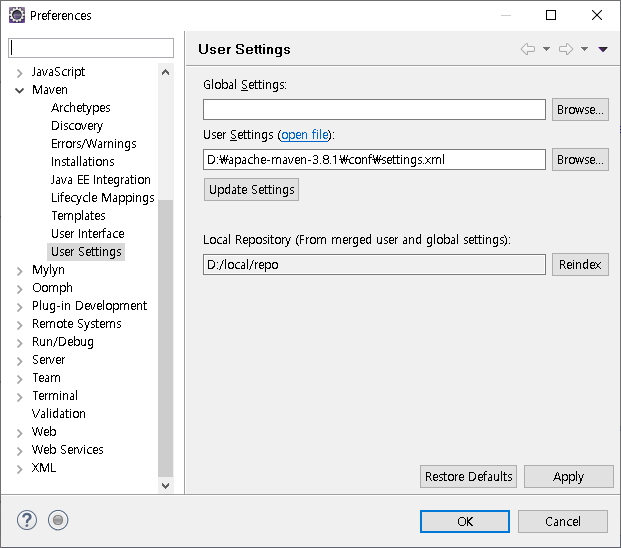 Preferences
User Settings
JavaScript
Maven
Archetypes
Discovery
Errors/Warnings
Installations
Java EE Integration
Lifecycle Mappings
Templates
User Interface
User Settings
Mylyn
Oomph
Plug-in Development
Remote Systems
Run/Debug
Server
Team
Terminal
Validation
Web
Web Services
XML
Global Settings:
Browse...
User Settings (open file):
D:₩apache-maven-3.8.1₩conf₩settings.xml
Browse...
Update Settings
Local Repository (From merged user and global settings):
D:/local/repo
Reindex
Restore Defaults
Apply
?
OK
Cancel